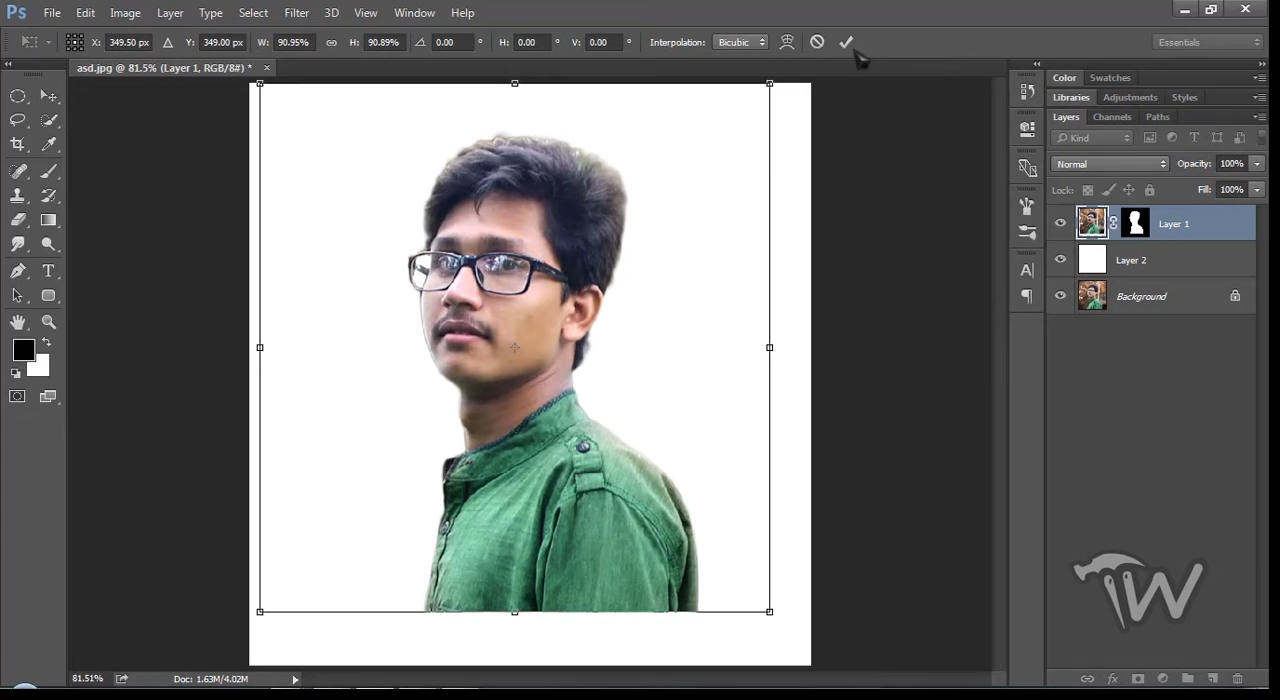 Ps File Edit Image Layer Type Select Filter 3D View Window Help
X: 349.50 px Y: 349.00 px W: 90.95% H: 90.89% 0.00 ° H: 0.00 ° V: 0.00 ° Interpolation: Bicubic Essentials
asd.jpg @ 81.5% (Layer 1, RGB/8#) * ×
Color Swatches
Libraries Adjustments Styles
Layers Channels Paths
Kind
Normal Opacity: 100%
Lock: Fill: 100%
Layer 1
Layer 2
Background
W
81.51% Doc: 1.63M/4.02M